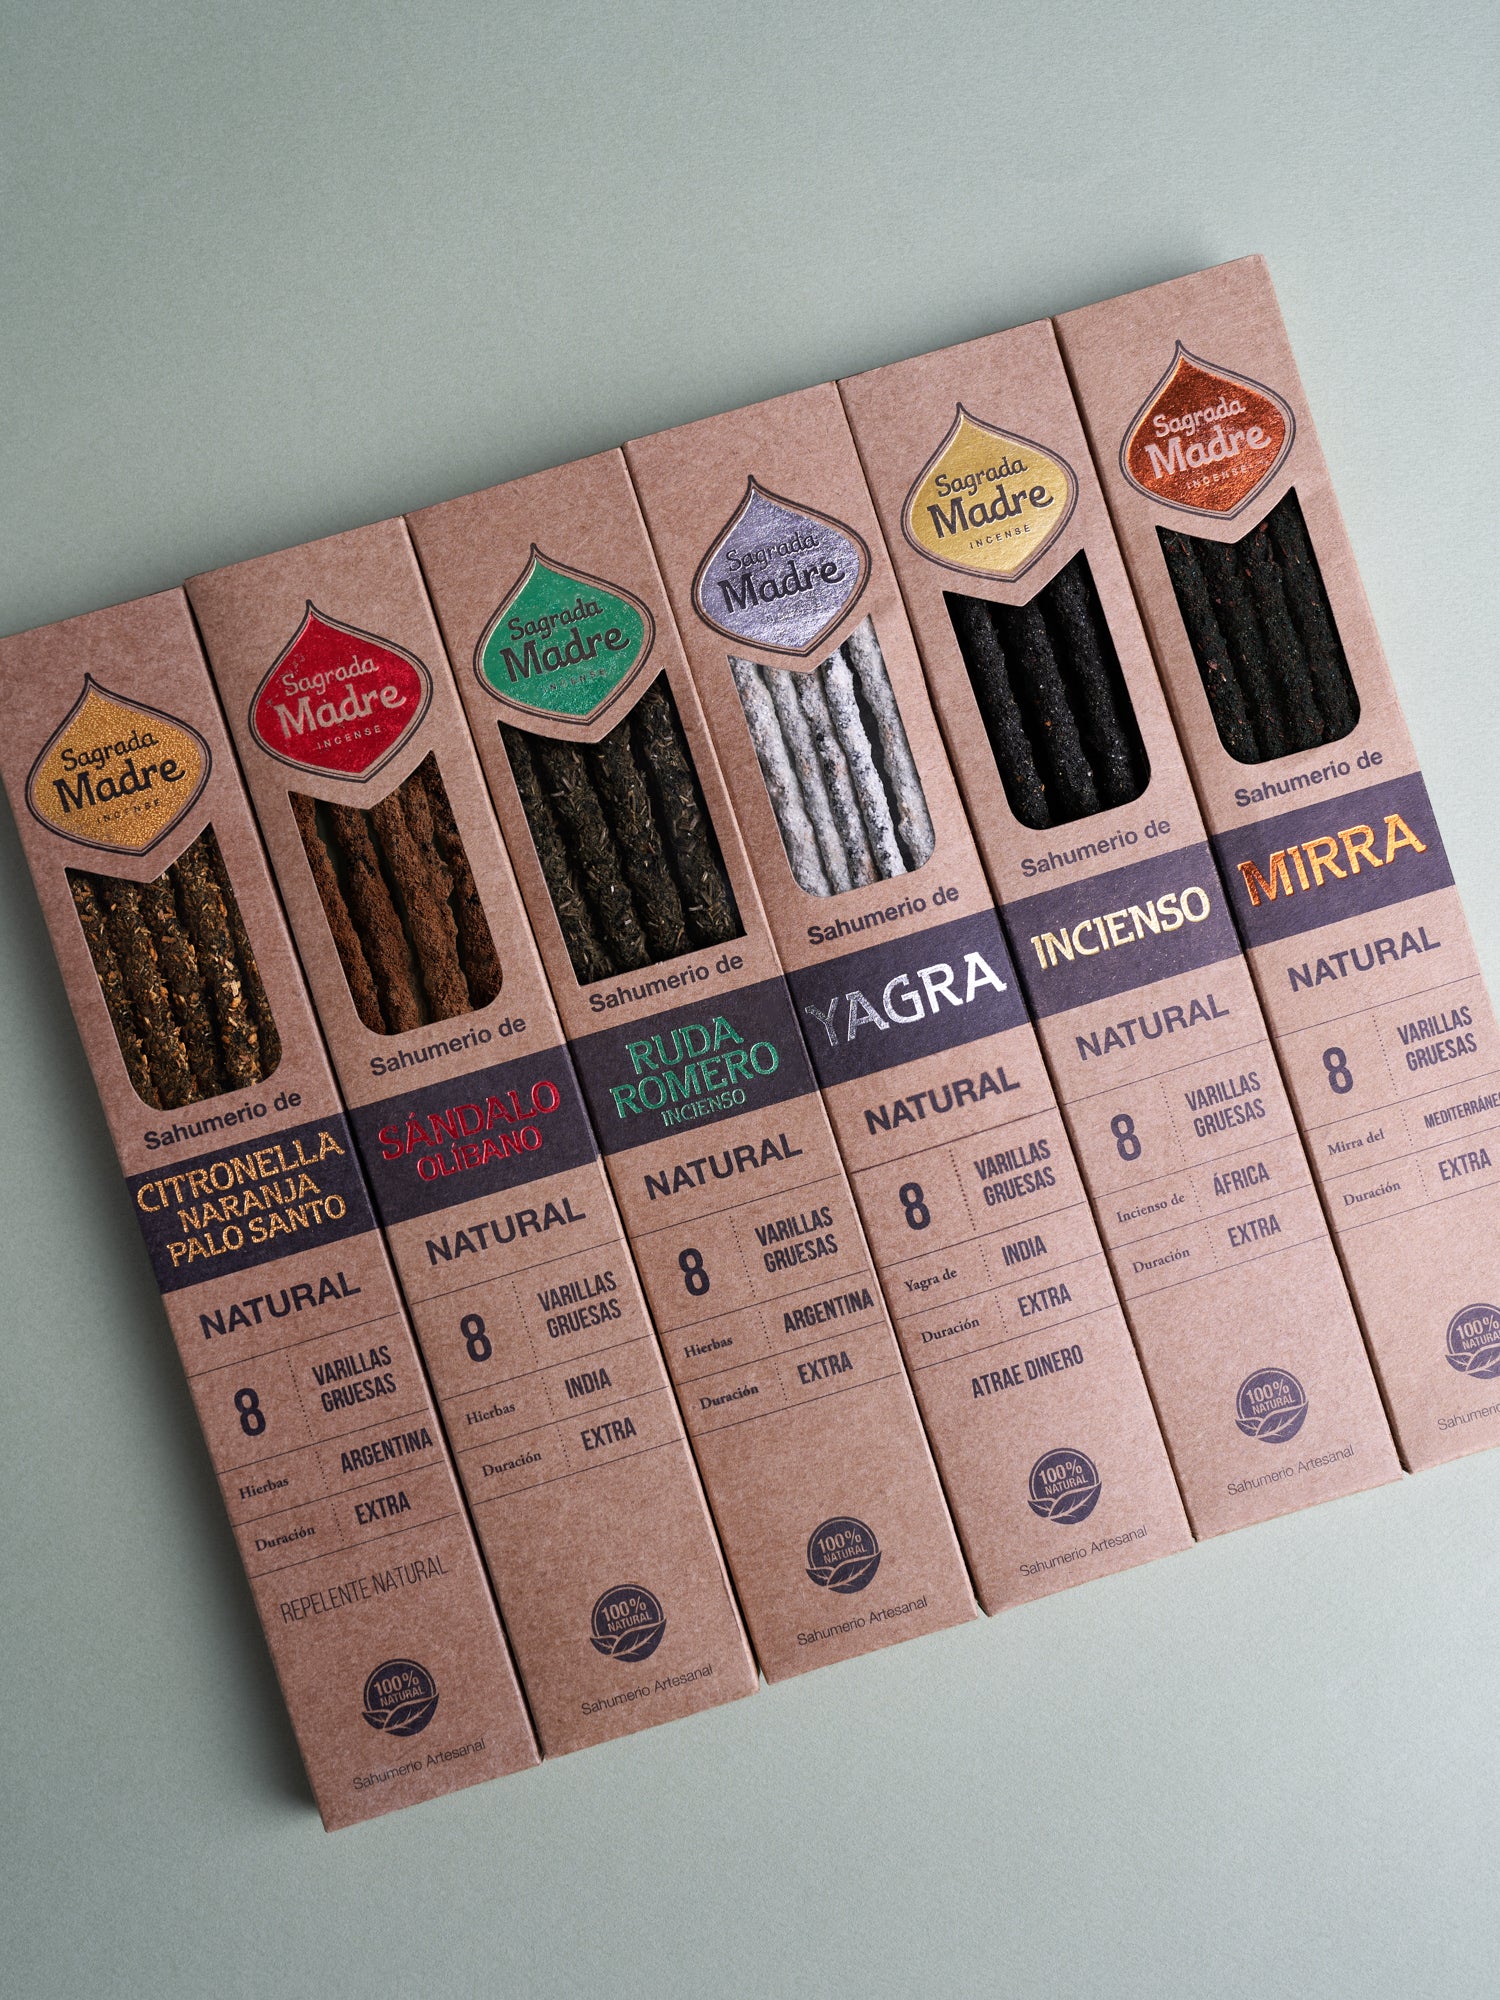 Sagrada
Madre
INCENSE
Sahumerio de
CITRONELLA
NARANJA
PALO SANTO
NATURAL
8 VARILLAS
GRUESAS
Hierbas ARGENTINA
Duración EXTRA
REPELENTE NATURAL
100%
NATURAL
Sahumerio Artesanal
Sagrada
Madre
INCENSE
Sahumerio de
SÁNDALO
OLÍBANO
NATURAL
8 VARILLAS
GRUESAS
Hierbas INDIA
Duración EXTRA
100%
NATURAL
Sahumerio Artesanal
Sagrada
Madre
INCENSE
Sahumerio de
RUDA
ROMERO
INCIENSO
NATURAL
8 VARILLAS
GRUESAS
Hierbas ARGENTINA
Duración EXTRA
100%
NATURAL
Sahumerio Artesanal
Sagrada
Madre
Sahumerio de
YAGRA
NATURAL
8 VARILLAS
GRUESAS
Yagra de INDIA
Duración EXTRA
ATRAE DINERO
100%
NATURAL
Sahumerio Artesanal
Sagrada
Madre
INCENSE
Sahumerio de
INCIENSO
NATURAL
8 VARILLAS
GRUESAS
Incienso de ÁFRICA
Duración EXTRA
100%
NATURAL
Sahumerio Artesanal
Sagrada
Madre
INCENSE
Sahumerio de
MIRRA
NATURAL
8 VARILLAS
GRUESAS
Mirra del
Duración EXTRA
100%